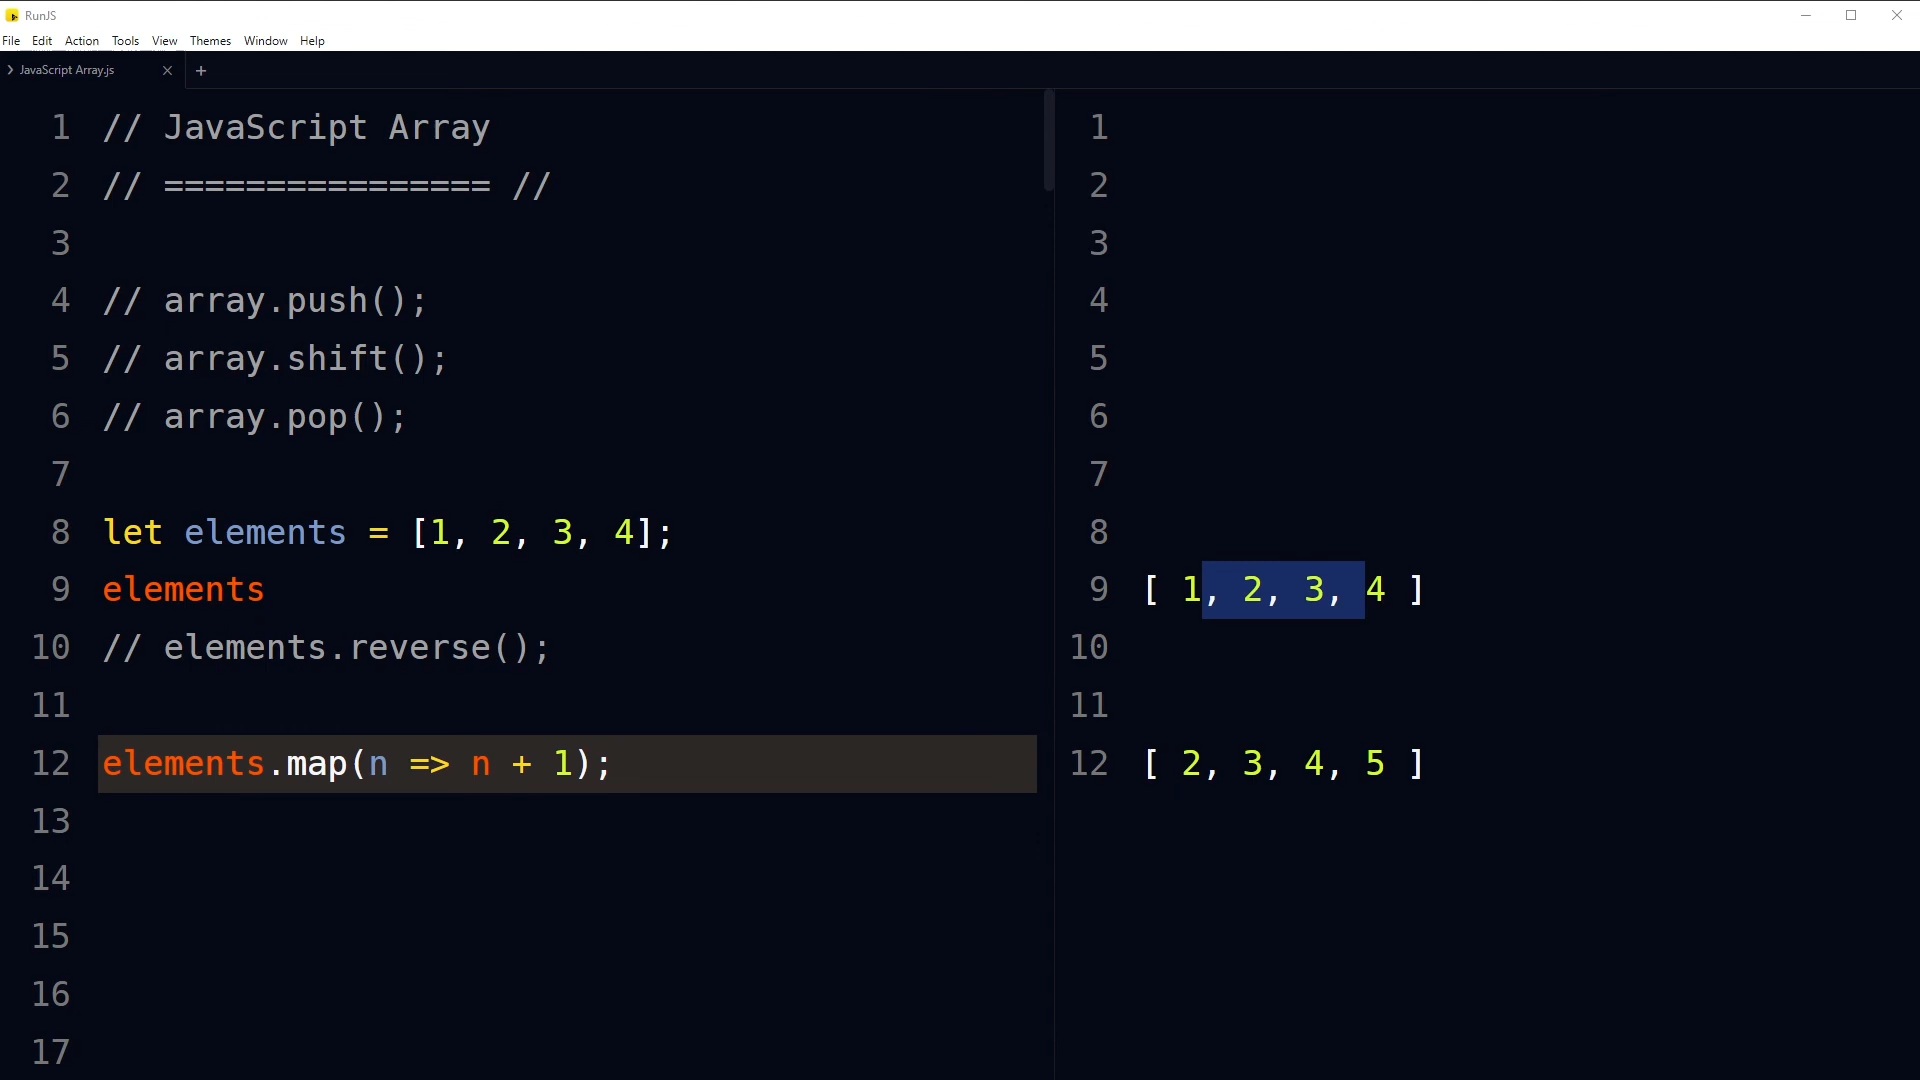 RunJS
File Edit Action Tools View Themes Window Help
JavaScript Array.js
1 // JavaScript Array
2 // ================ //
3
4 // array.push();
5 // array.shift();
6 // array.pop();
7
8 let elements = [1, 2, 3, 4];
9 elements
10 // elements.reverse();
11
12 elements.map(n => n + 1);
13
14
15
16
17
1
2
3
4
5
6
7
8
9 [ 1, 2, 3, 4 ]
10
11
12 [ 2, 3, 4, 5 ]